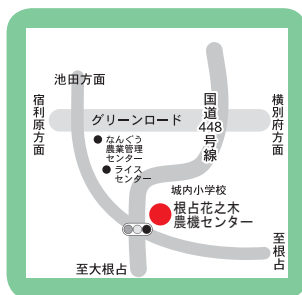 池田方面
宿利原方面
グリーンロード
国道448号線
横別府方面
なんぐう
農業管理
センター
ライス
センター
城内小学校
根占花之木
農機センター
至大根占
至根占